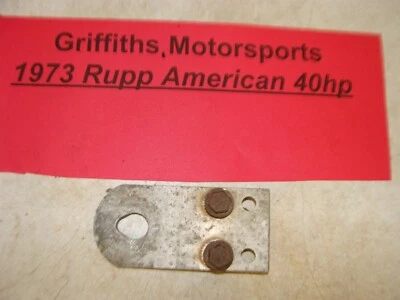 Griffiths Motorsports
1973 Rupp American 40hp